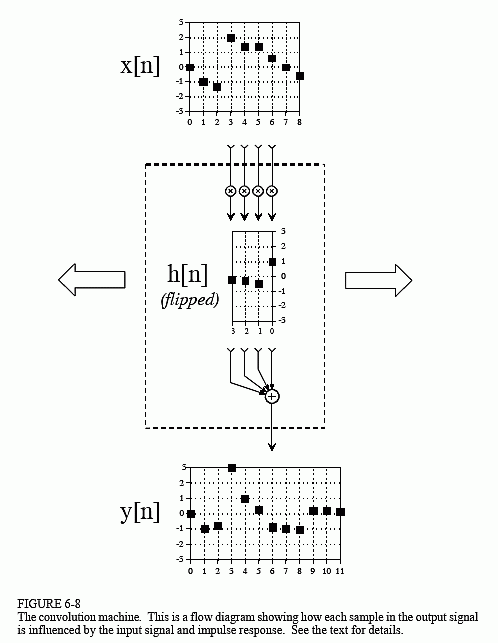 x[n]
3
2
1
0
-1
-2
-3
0 1 2 3 4 5 6 7 8
× × × ×
h[n]
(flipped)
3
2
1
0
-1
-2
-3
3 2 1 0
+
y[n]
3
2
1
0
-1
-2
-3
0 1 2 3 4 5 6 7 8 9 10 11
FIGURE 6-8
The convolution machine. This is a flow diagram showing how each sample in the output signal
is influenced by the input signal and impulse response. See the text for details.